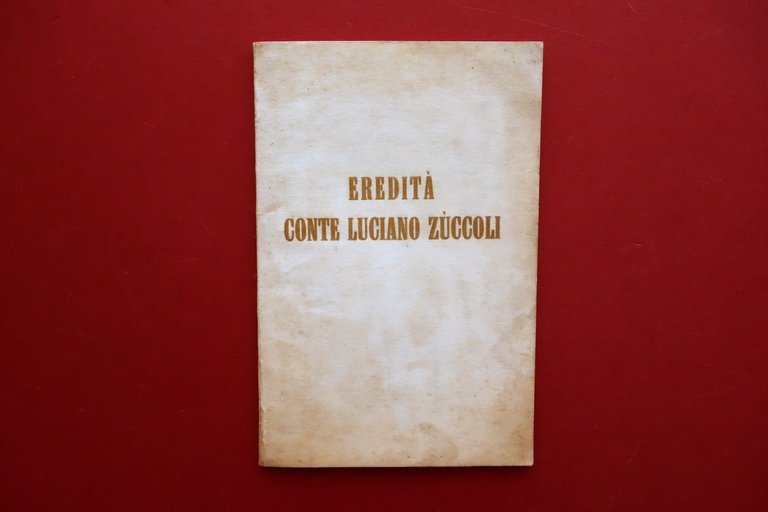 EREDITÀ
CONTE LUCIANO ZÙCCOLI